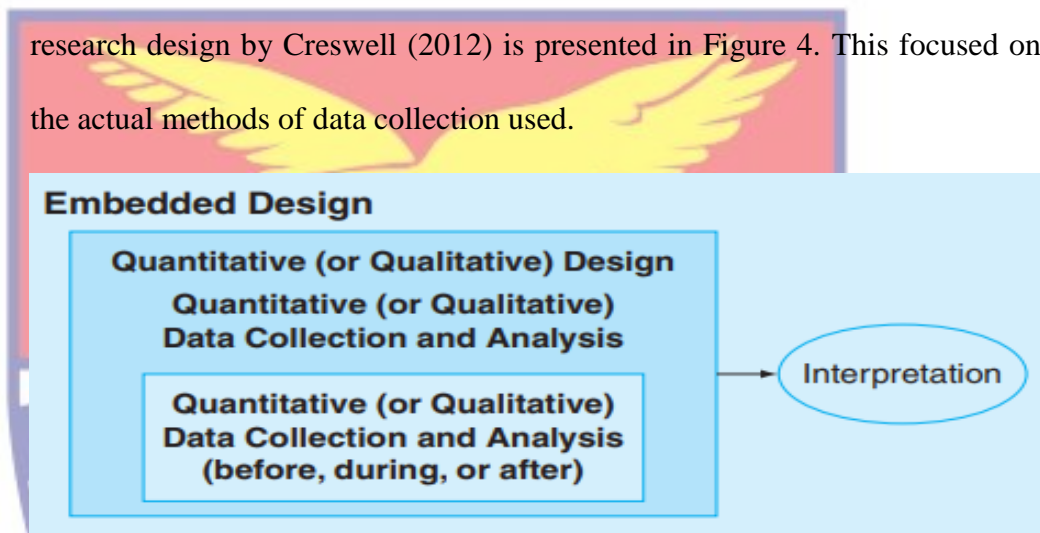 research design by Creswell (2012) is presented in Figure 4. This focused on
the actual methods of data collection used.
Embedded Design
Quantitative (or Qualitative) Design
Quantitative (or Qualitative)
Data Collection and Analysis
Quantitative (or Qualitative)
Data Collection and Analysis
(before, during, or after)
Interpretation